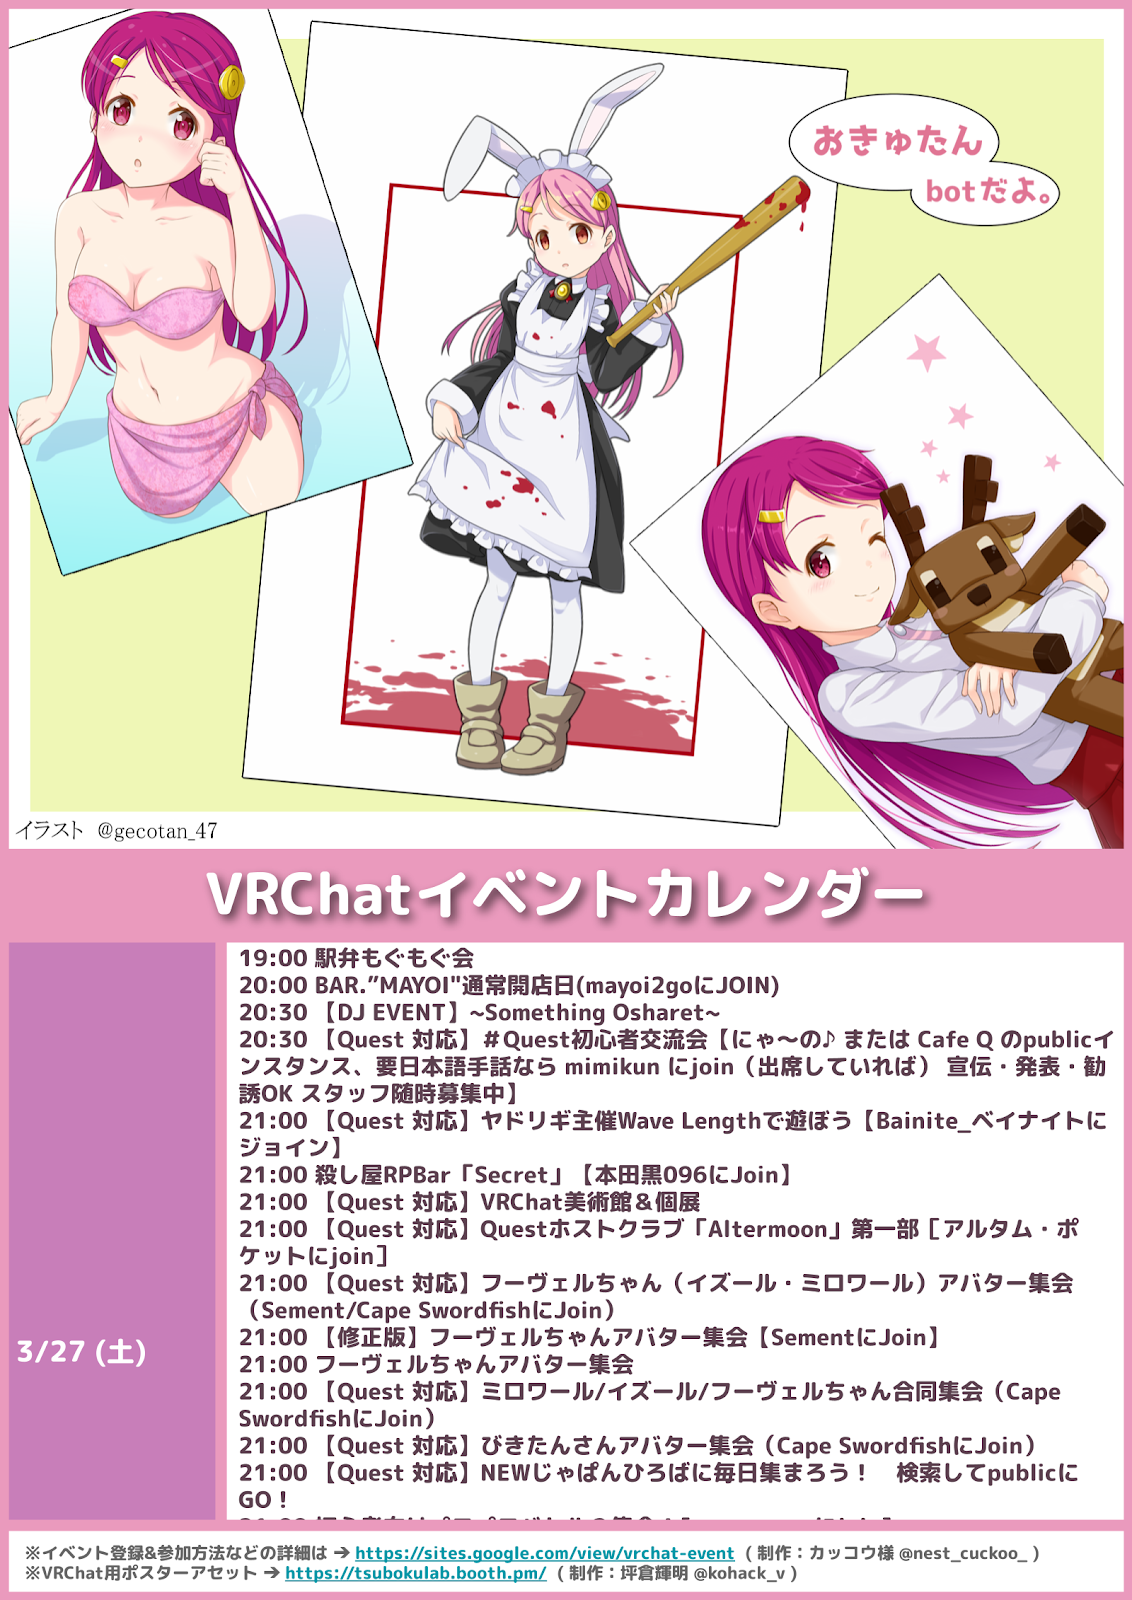 おきゅたん
botだよ。
イラスト @gecotan_47
VRChatイベントカレンダー
3/27 (土)
19:00 駅弁もぐもぐ会
20:00 BAR.”MAYOI"通常開店日(mayoi2goにJOIN)
20:30 【DJ EVENT】~Something Osharet~
20:30 【Quest 対応】＃Quest初心者交流会【にゃ～の♪ または Cafe Q のpublicイ
ンスタンス、要日本語手話なら mimikun にjoin（出席していれば） 宣伝・発表・勧
誘OK スタッフ随時募集中】
21:00 【Quest 対応】ヤドリギ主催Wave Lengthで遊ぼう【Bainite_ベイナイトに
ジョイン】
21:00 殺し屋RPBar「Secret」【本田黒096にJoin】
21:00 【Quest 対応】VRChat美術館＆個展
21:00 【Quest 対応】Questホストクラブ「Altermoon」第一部［アルタム・ポ
ケットにjoin］
21:00 【Quest 対応】フーヴェルちゃん（イズール・ミロワール）アバター集会
（Sement/Cape SwordfishにJoin）
21:00 【修正版】フーヴェルちゃんアバター集会【SementにJoin】
21:00 フーヴェルちゃんアバター集会
21:00 【Quest 対応】ミロワール/イズール/フーヴェルちゃん合同集会（Cape
SwordfishにJoin）
21:00 【Quest 対応】びきたんさんアバター集会（Cape SwordfishにJoin）
21:00 【Quest 対応】NEWじゃぱんひろばに毎日集まろう！　検索してpublicに
GO！
※イベント登録&参加方法などの詳細は → https://sites.google.com/view/vrchat-event ( 制作：カッコウ様 @nest_cuckoo_ )
※VRChat用ポスターアセット → https://tsubokulab.booth.pm/ ( 制作：坪倉輝明 @kohack_v )